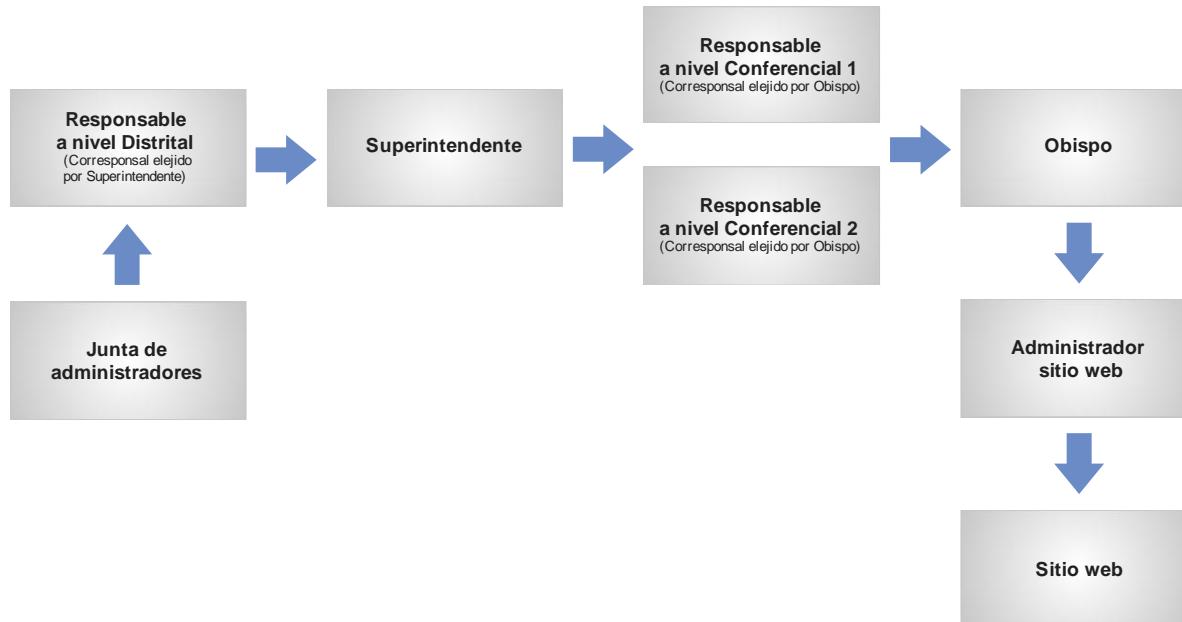 Junta de
administradores
Responsable
a nivel Distrital
(Corresponsal elejido
por Superintendente)
Superintendente
Responsable
a nivel Conferencial 1
(Corresponsal elejido por Obispo)
Responsable
a nivel Conferencial 2
(Corresponsal elejido por Obispo)
Obispo
Administrador
sitio web
Sitio web